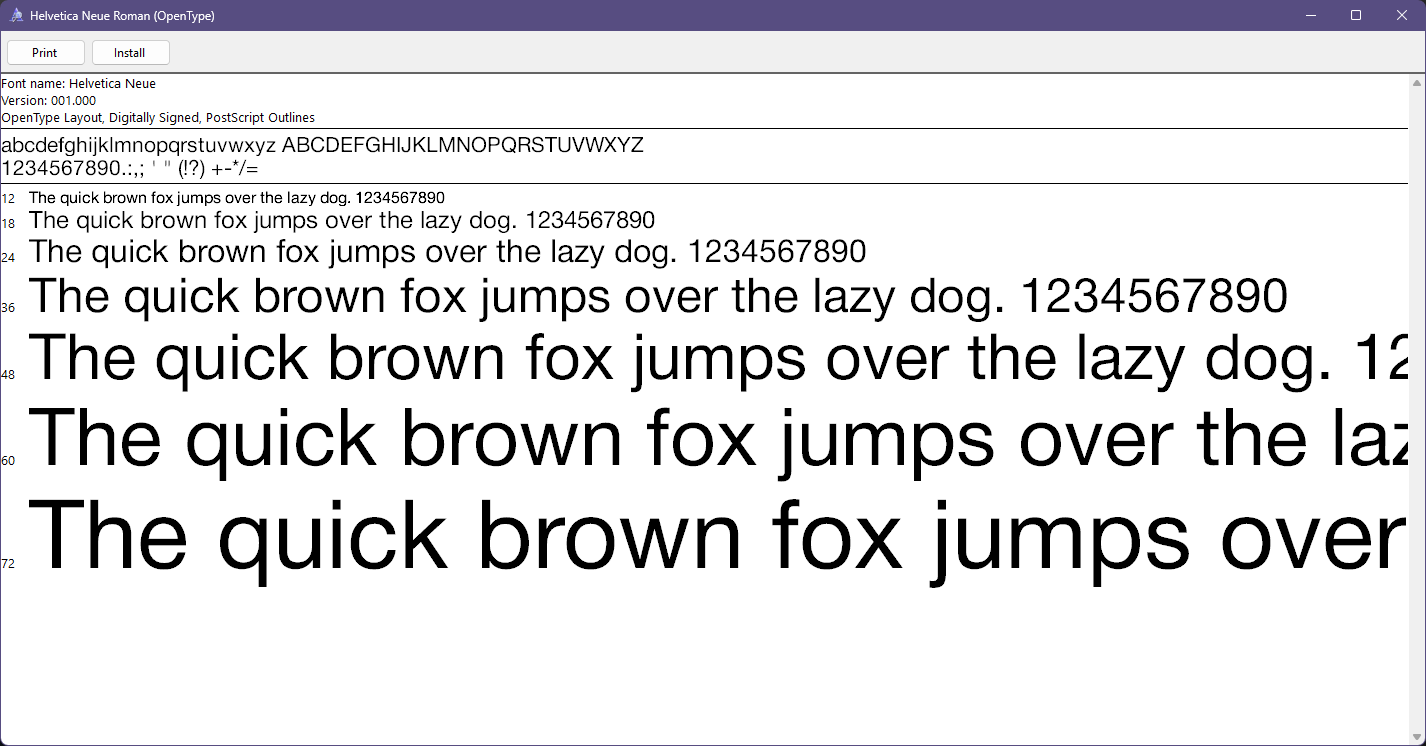 Helvetica Neue Roman (OpenType)
Print Install
Font name: Helvetica Neue
Version: 001.000
OpenType Layout, Digitally Signed, PostScript Outlines
abcdefghijklmnopqrstuvwxyz ABCDEFGHIJKLMNOPQRSTUVWXYZ
1234567890.:,; ' " (!?) +-*/=
12 The quick brown fox jumps over the lazy dog. 1234567890
18 The quick brown fox jumps over the lazy dog. 1234567890
24 The quick brown fox jumps over the lazy dog. 1234567890
36 The quick brown fox jumps over the lazy dog. 1234567890
48 The quick brown fox jumps over the lazy dog. 12
60 The quick brown fox jumps over the laz
72 The quick brown fox jumps over